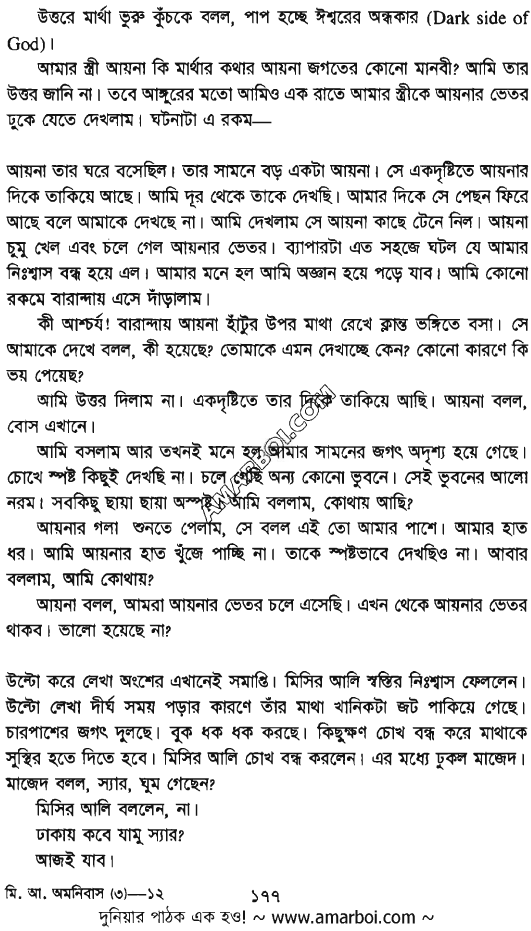 উত্তরে মার্থা ভুরু কুঁচকে বলল, পাপ হচ্ছে ঈশ্বরের অন্ধকার (Dark side of
God)।
আমার স্ত্রী আয়না কি মার্থার কথার আয়না জগতের কোনো মানবী? আমি তার
উত্তর জানি না। তবে আঙ্গুরের মতো আমিও এক রাতে আমার স্ত্রীকে আয়নার ভেতর
ঢুকে যেতে দেখলাম। ঘটনাটা এ রকম—
আয়না তার ঘরে বসেছিল। তার সামনে বড় একটা আয়না। সে একদৃষ্টিতে আয়নার
দিকে তাকিয়ে আছে। আমি দূর থেকে তাকে দেখছি। আমার দিকে সে পেছন ফিরে
আছে বলে আমাকে দেখছে না। আমি দেখলাম সে আয়না কাছে টেনে নিল। আয়না
চুমু খেল এবং চলে গেল আয়নার ভেতর। ব্যাপারটা এত সহজে ঘটল যে আমার
নিঃশ্বাস বন্ধ হয়ে এল। আমার মনে হল আমি অজ্ঞান হয়ে পড়ে যাব। আমি কোনো
রকমে বারান্দায় এসে দাঁড়ালাম।
কী আশ্চর্য! বারান্দায় আয়না হাঁটুর উপর মাথা রেখে ক্লান্ত ভঙ্গিতে বসা। সে
আমাকে দেখে বলল, কী হয়েছে? তোমাকে এমন দেখাচ্ছে কেন? কোনো কারণে কি
ভয় পেয়েছ?
আমি উত্তর দিলাম না। একদৃষ্টিতে তার দিকে তাকিয়ে আছি। আয়না বলল,
বোস এখানে।
আমি বসলাম আর তখনই মনে হল আমার সামনের জগৎ অদৃশ্য হয়ে গেছে।
চোখে স্পষ্ট কিছুই দেখছি না। চলে গেছি অন্য কোনো ভুবনে। সেই ভুবনের আলো
নরম। সবকিছু ছায়া ছায়া অস্পষ্ট। আমি বললাম, কোথায় আছি?
আয়নার গলা শুনতে পেলাম, সে বলল এই তো আমার পাশে। আমার হাত
ধর। আমি আয়নার হাত খুঁজে পাচ্ছি না। তাকে স্পষ্টভাবে দেখছিও না। আবার
বললাম, আমি কোথায়?
আয়না বলল, আমরা আয়নার ভেতর চলে এসেছি। এখন থেকে আয়নার ভেতর
থাকব। ভালো হয়েছে না?
উল্টো করে লেখা অংশের এখানেই সমাপ্তি। মিসির আলি স্বস্তির নিঃশ্বাস ফেললেন।
উল্টো লেখা দীর্ঘ সময় পড়ার কারণে তাঁর মাথা খানিকটা জট পাকিয়ে গেছে।
চারপাশের জগৎ দুলছে। বুক ধক ধক করছে। কিছুক্ষণ চোখ বন্ধ করে মাথাকে
সুস্থির হতে দিতে হবে। মিসির আলি চোখ বন্ধ করলেন। এর মধ্যে ঢুকল মাজেদ।
মাজেদ বলল, স্যার, ঘুম গেছেন?
মিসির আলি বললেন, না।
ঢাকায় কবে যামু স্যার?
আজই যাব।
মি. আ. অমনিবাস (৩)—১২
১৭৭
দুনিয়ার পাঠক এক হও! ~ www.amarboi.com ~
AMARBOI.COM